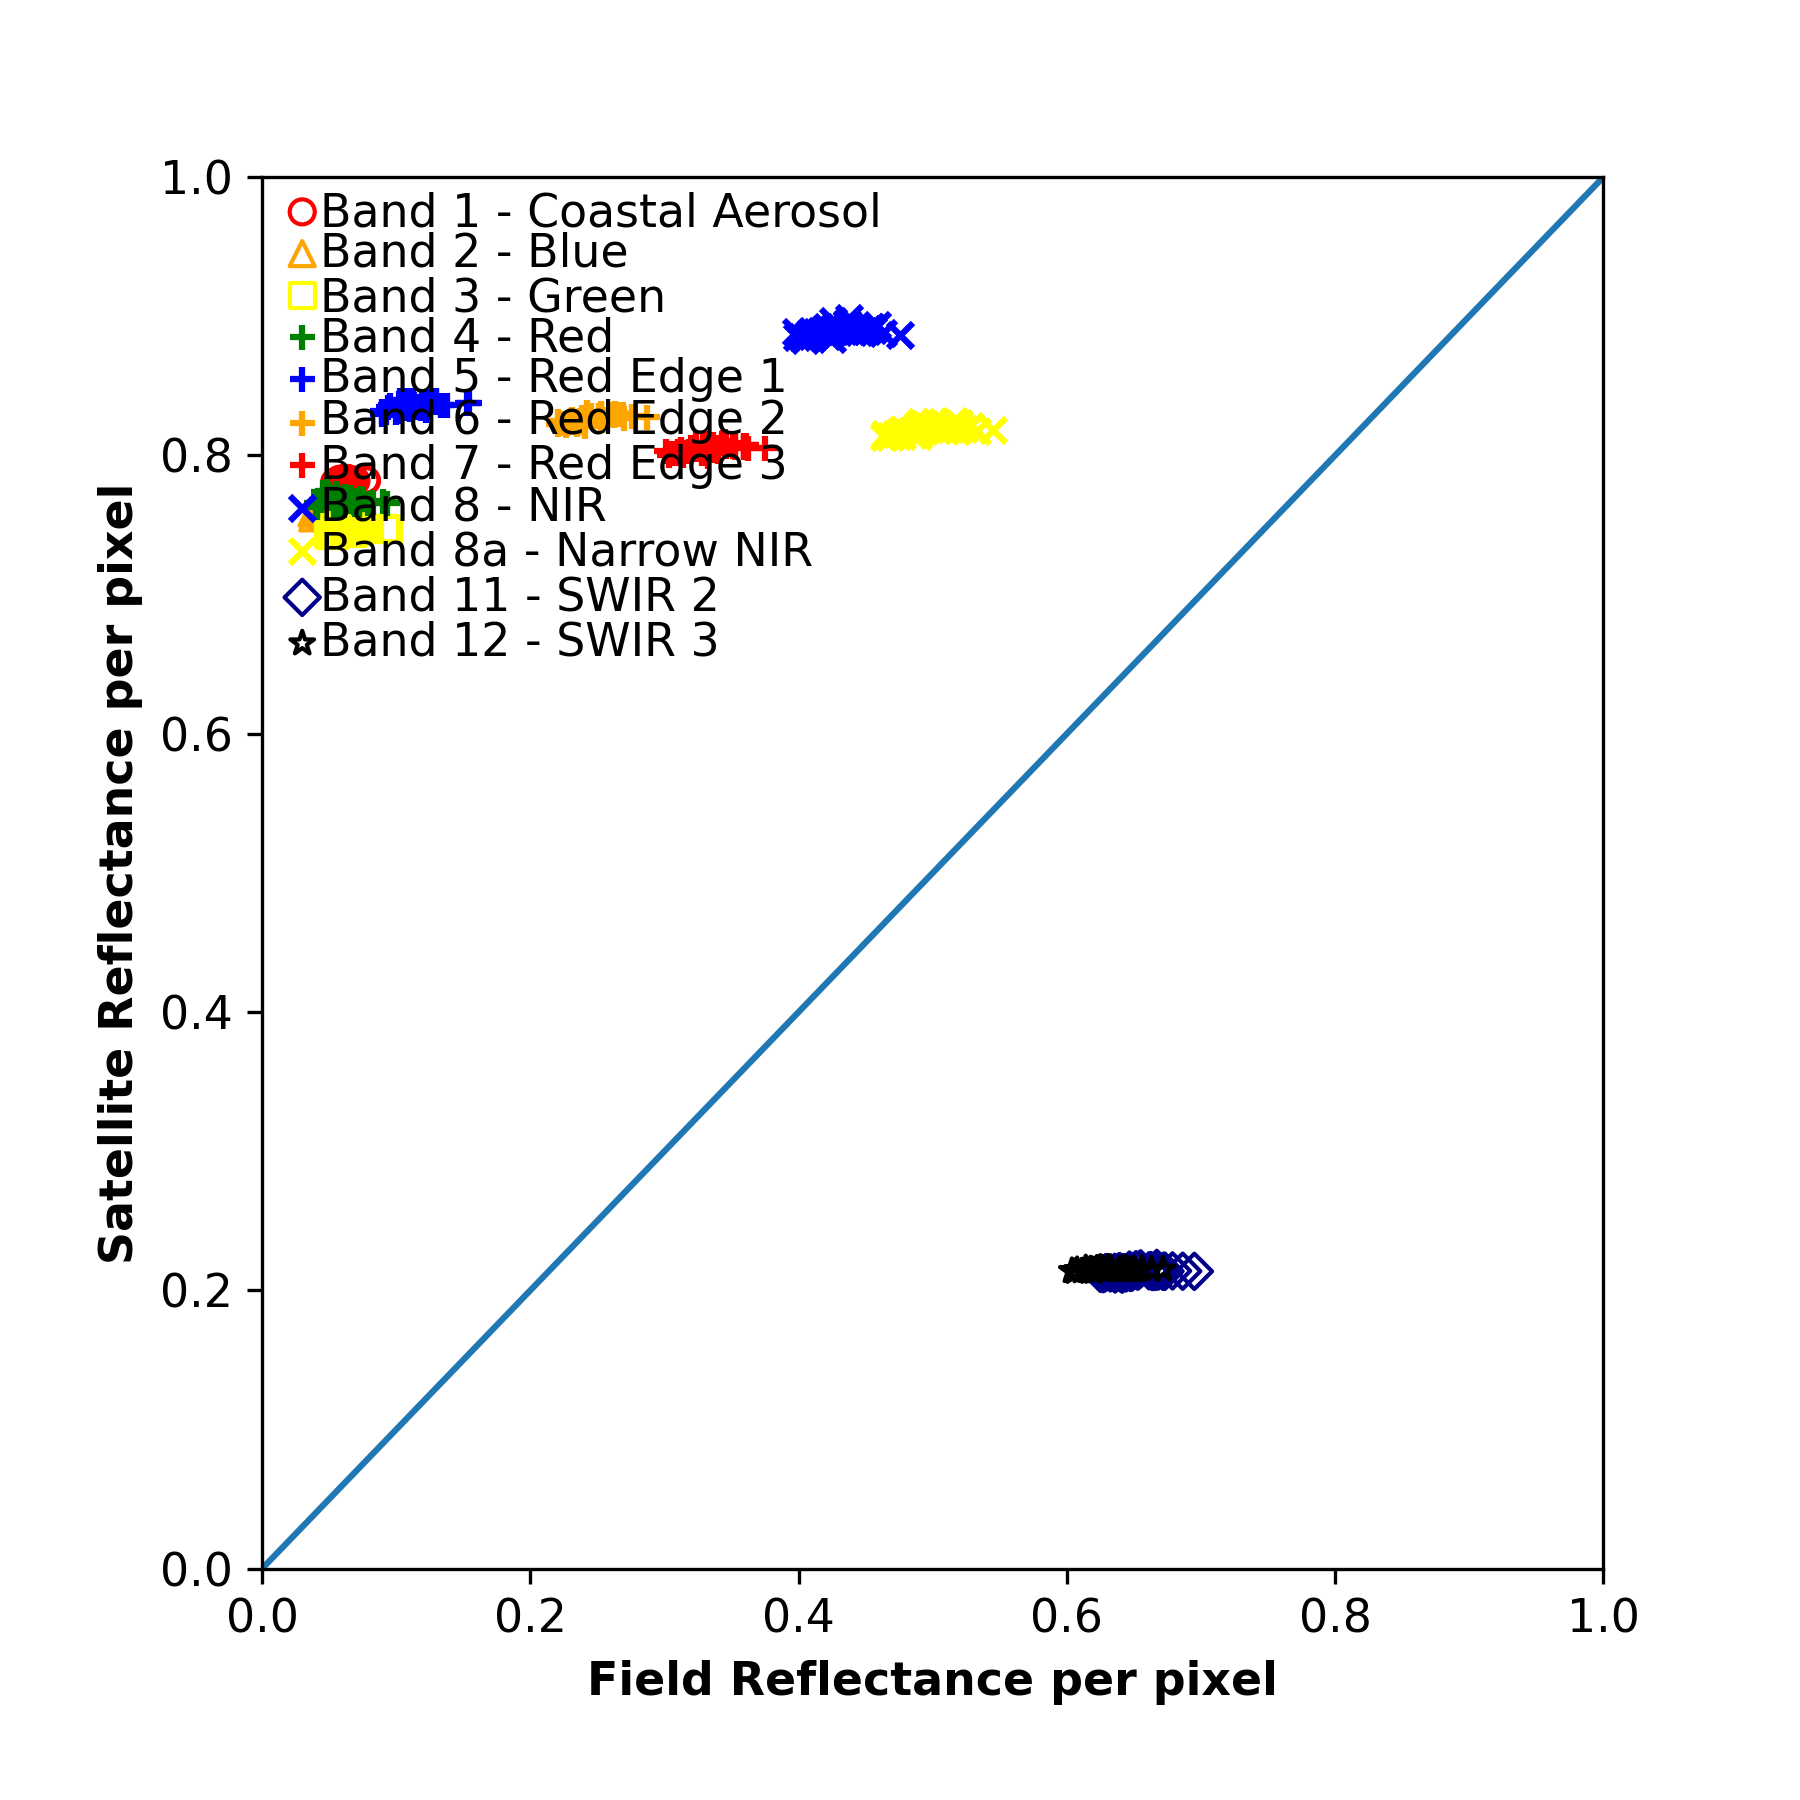 1.0
0.8
0.6
0.4
0.2
0.0
Band 1 - Coastal Aerosol
Band 2 - Blue
Band 3 - Green
Band 4 - Red
Band 5 - Red Edge 1
Band 6 - Red Edge 2
Band 7 - Red Edge 3
Band 8 - NIR
Band 8a - Narrow NIR
Band 11 - SWIR 2
Band 12 - SWIR 3
Satellite Reflectance per pixel
0.0 0.2 0.4 0.6 0.8 1.0
Field Reflectance per pixel